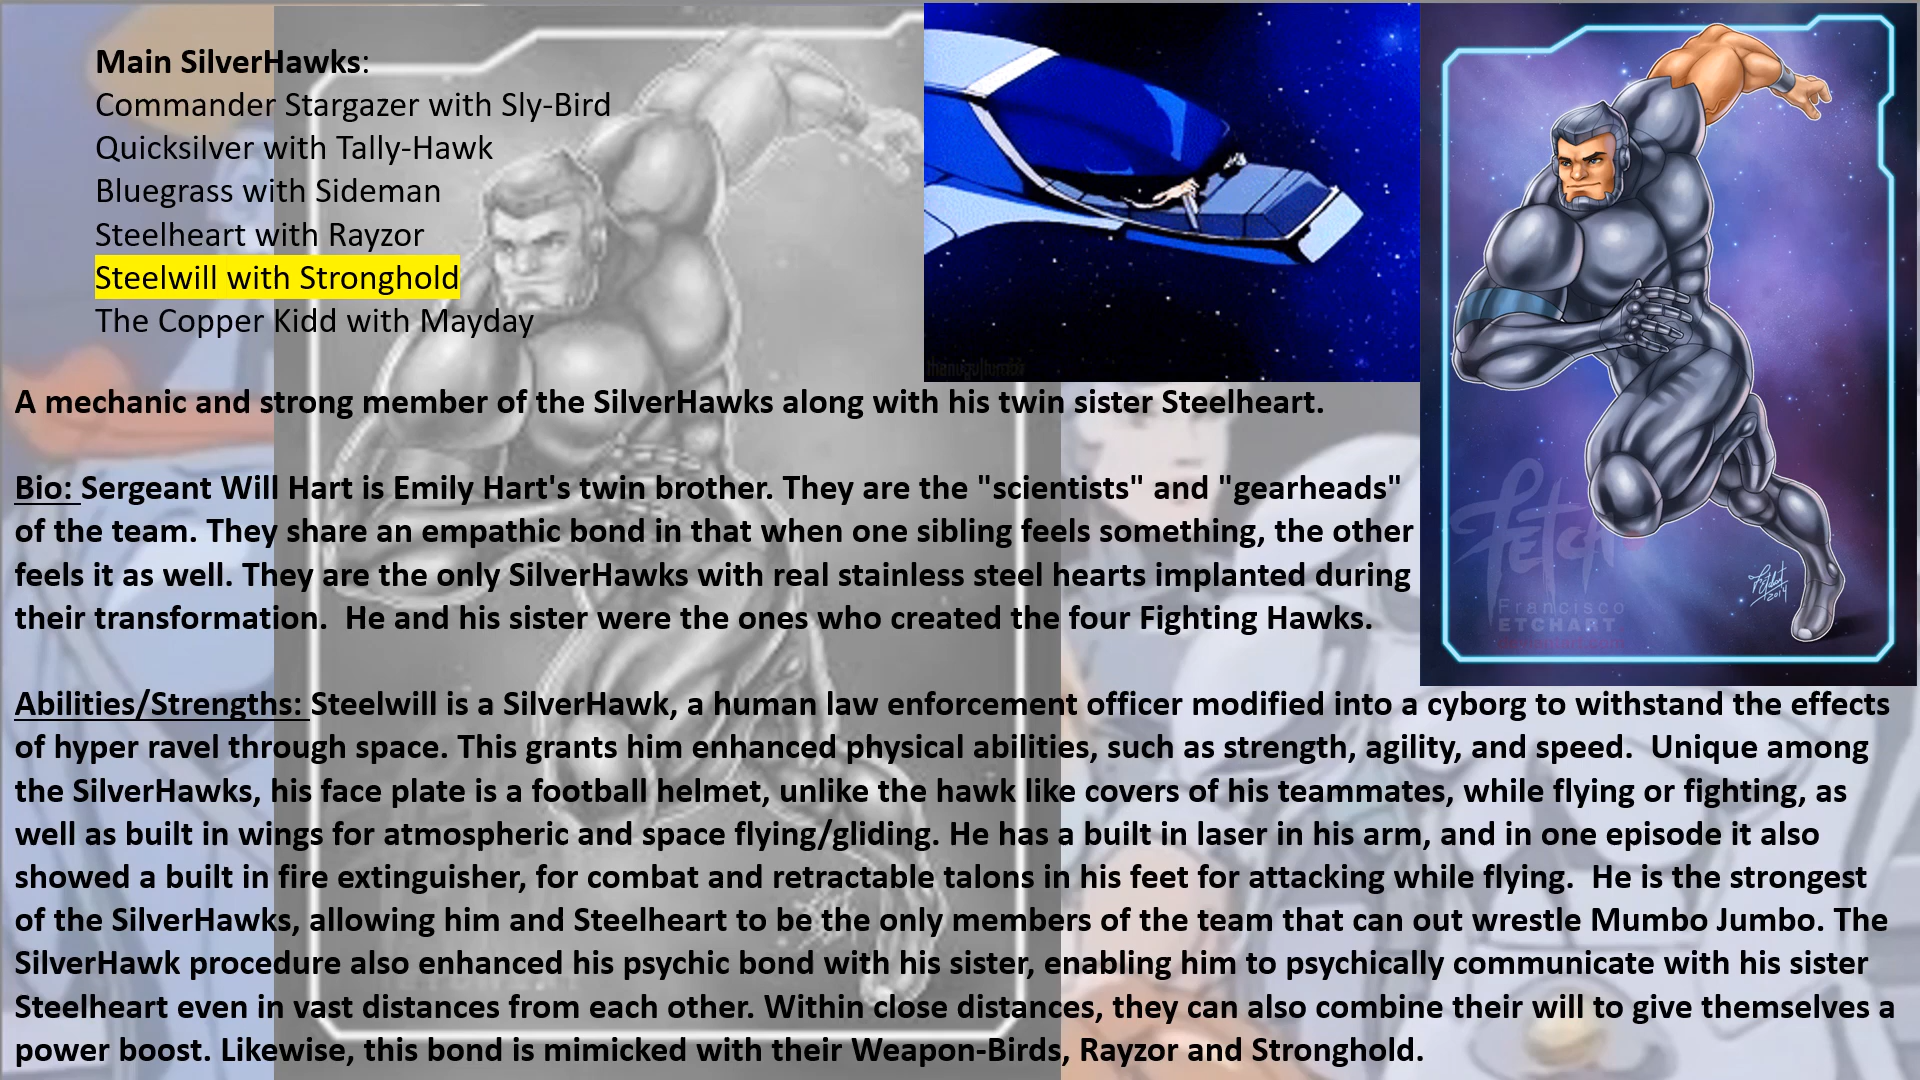 Main SilverHawks:
Commander Stargazer with Sly-Bird
Quicksilver with Tally-Hawk
Bluegrass with Sideman
Steelheart with Rayzor
Steelwill with Stronghold
The Copper Kidd with Mayday
A mechanic and strong member of the SilverHawks along with his twin sister Steelheart.
Bio: Sergeant Will Hart is Emily Hart's twin brother. They are the "scientists" and "gearheads"
of the team. They share an empathic bond in that when one sibling feels something, the other
feels it as well. They are the only SilverHawks with real stainless steel hearts implanted during
their transformation.  He and his sister were the ones who created the four Fighting Hawks.
Abilities/Strengths: Steelwill is a SilverHawk, a human law enforcement officer modified into a cyborg to withstand the effects
of hyper ravel through space. This grants him enhanced physical abilities, such as strength, agility, and speed.  Unique among
the SilverHawks, his face plate is a football helmet, unlike the hawk like covers of his teammates, while flying or fighting, as
well as built in wings for atmospheric and space flying/gliding. He has a built in laser in his arm, and in one episode it also
showed a built in fire extinguisher, for combat and retractable talons in his feet for attacking while flying.  He is the strongest
of the SilverHawks, allowing him and Steelheart to be the only members of the team that can out wrestle Mumbo Jumbo. The
SilverHawk procedure also enhanced his psychic bond with his sister, enabling him to psychically communicate with his sister
Steelheart even in vast distances from each other. Within close distances, they can also combine their will to give themselves a
power boost. Likewise, this bond is mimicked with their Weapon-Birds, Rayzor and Stronghold.
FETCH
2014
Francisco
ETCHART